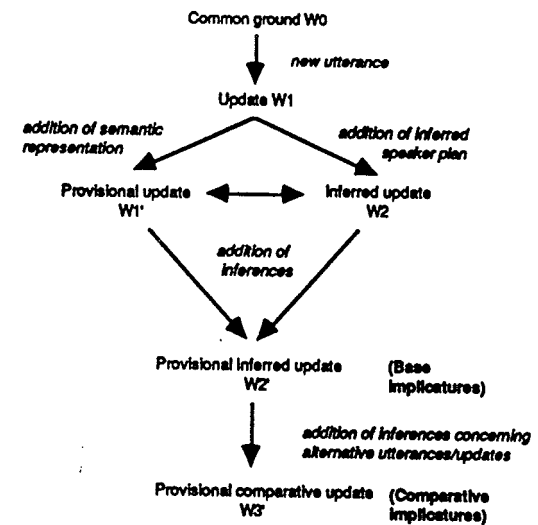 Common ground W0
new utterance
Update W1
addition of semantic
representation
addition of inferred
speaker plan
Provisional update
W1'
Inferred update
W2
addition of
inferences
Provisional inferred update
W2'
(Base
implicatures)
addition of inferences concerning
alternative utterances/updates
Provisional comparative update
W3'
(Comparative
implicatures)